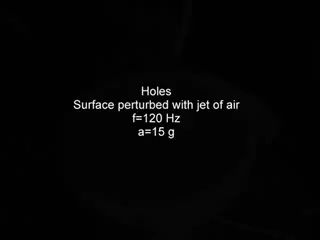 Holes
Surface perturbed with jet of air
f=120 Hz
a=15 g